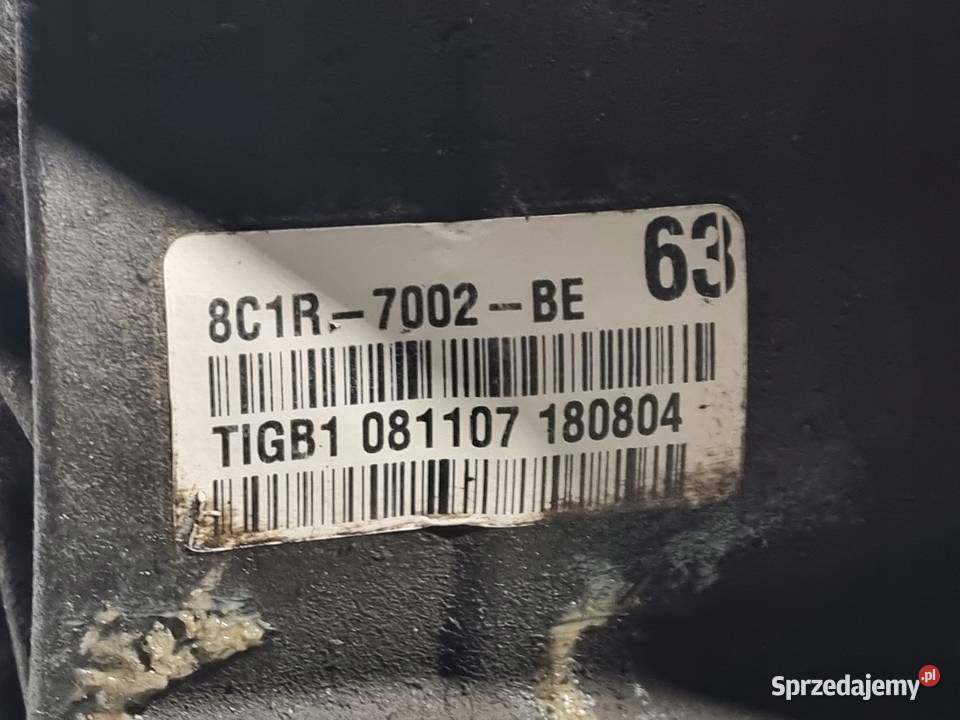 63
8C1R-7002-BE
TIGB1 081107 180804
Sprzedajemy.pl